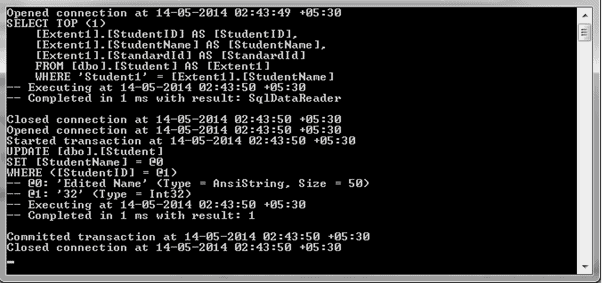 Opened connection at 14-05-2014 02:43:49 +05:30
SELECT TOP (1)
[Extent1].[StudentID] AS [StudentID],
[Extent1].[StudentName] AS [StudentName],
[Extent1].[StandardId] AS [StandardId]
FROM [dbo].[Student] AS [Extent1]
WHERE 'Student1' = [Extent1].[StudentName]
-- Executing at 14-05-2014 02:43:50 +05:30
-- Completed in 1 ms with result: SqlDataReader
Closed connection at 14-05-2014 02:43:50 +05:30
Opened connection at 14-05-2014 02:43:50 +05:30
Started transaction at 14-05-2014 02:43:50 +05:30
UPDATE [dbo].[Student]
SET [StudentName] = @0
WHERE ([StudentID] = @1)
-- @0: 'Edited Name' (Type = AnsiString, Size = 50)
-- @1: '32' (Type = Int32)
-- Executing at 14-05-2014 02:43:50 +05:30
-- Completed in 1 ms with result: 1
Committed transaction at 14-05-2014 02:43:50 +05:30
Closed connection at 14-05-2014 02:43:50 +05:30